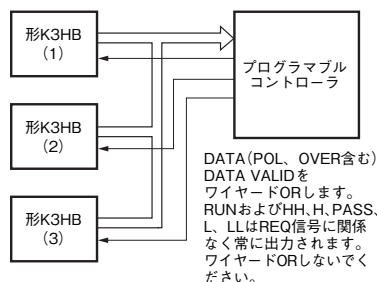 形K3HB
(1)
プログラマブル
コントローラ
形K3HB
(2)
形K3HB
(3)
DATA(POL、OVER含む)
DATA VALIDを
ワイヤードORします。
RUNおよびHH、H、PASS、
L、LLはREQ信号に関係
なく常に出力されます。
ワイヤードORしないでく
ださい。